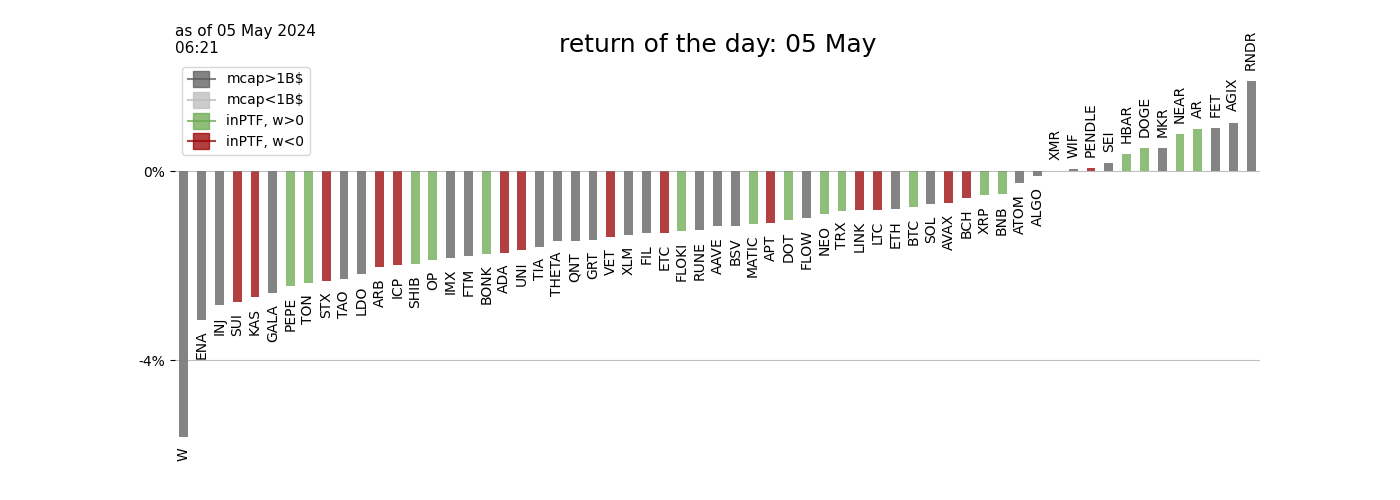 as of 05 May 2024
06:21
return of the day: 05 May
mcap>1B$
mcap<1B$
inPTF, w>0
inPTF, w<0
0%
-4%
W
ENA
INJ
SUI
KAS
GALA
PEPE
TON
STX
TAO
LDO
ARB
ICP
SHIB
OP
IMX
FTM
BONK
ADA
UNI
TIA
THETA
QNT
GRT
VET
XLM
FIL
ETC
FLOKI
RUNE
AAVE
BSV
MATIC
APT
DOT
FLOW
NEO
TRX
LINK
LTC
ETH
BTC
SOL
AVAX
BCH
XRP
BNB
ATOM
ALGO
XMR
WIF
PENDLE
SEI
HBAR
DOGE
MKR
NEAR
AR
FET
AGIX
RNDR